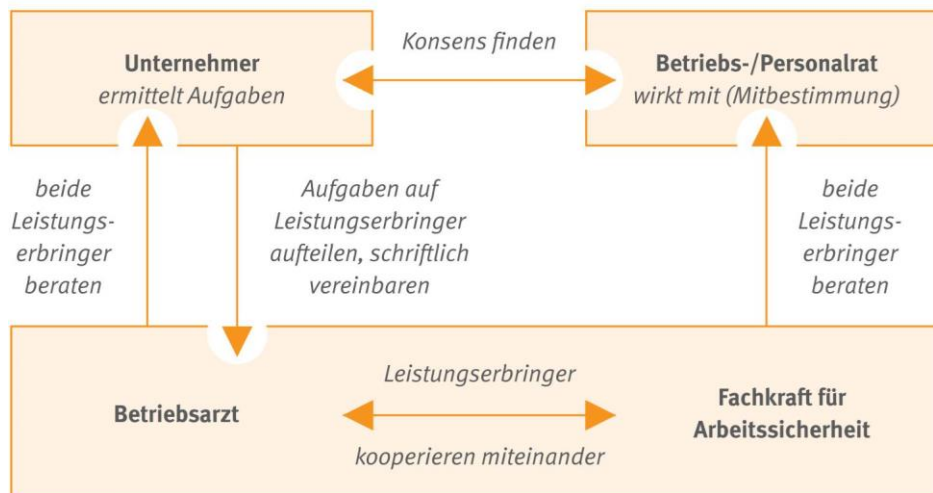 Unternehmer
ermittelt Aufgaben
Konsens finden
Betriebs-/Personalrat
wirkt mit (Mitbestimmung)
beide
Leistungs-
erbringer
beraten
Aufgaben auf
Leistungserbringer
aufteilen, schriftlich
vereinbaren
beide
Leistungs-
erbringer
beraten
Betriebsarzt
Leistungserbringer
kooperieren miteinander
Fachkraft für
Arbeitssicherheit